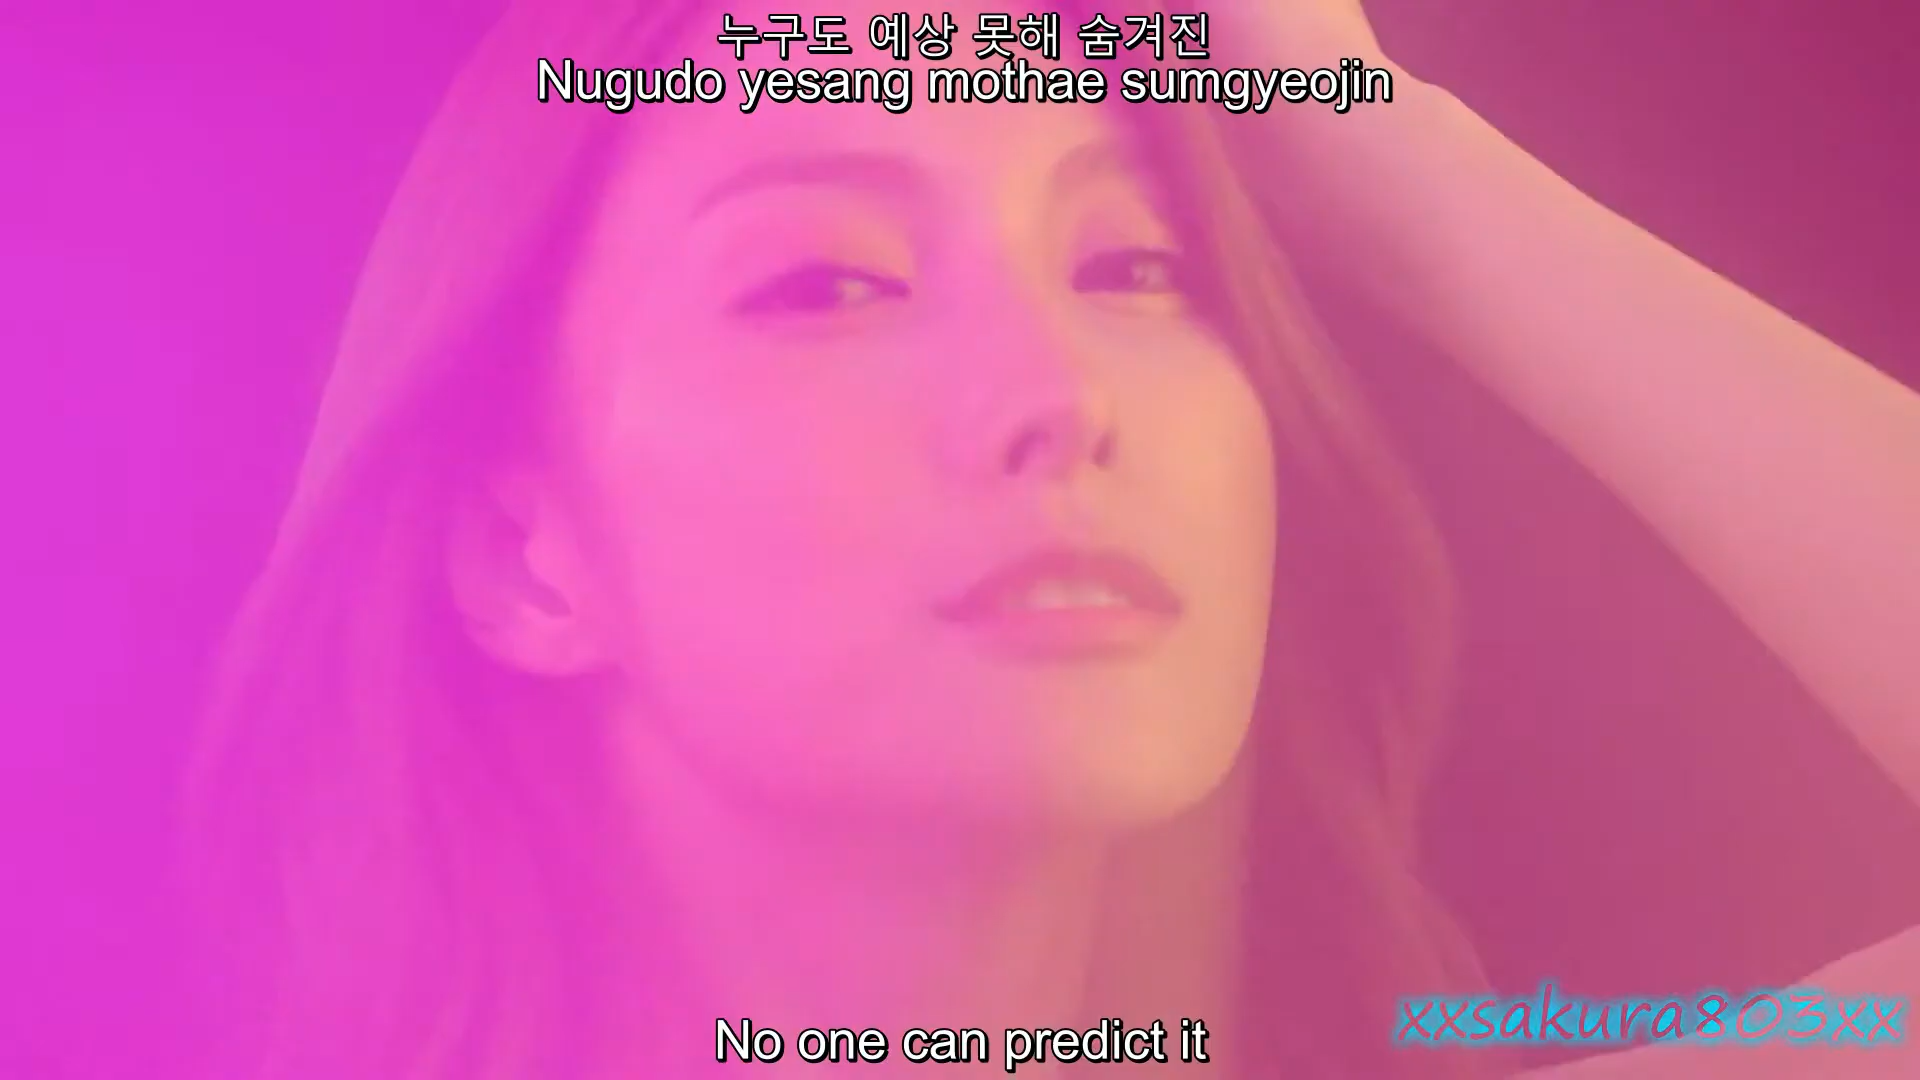 누구도 예상 못해 숨겨진
Nugudo yesang mothae sumgyeojin
No one can predict it
xxsakura803xx